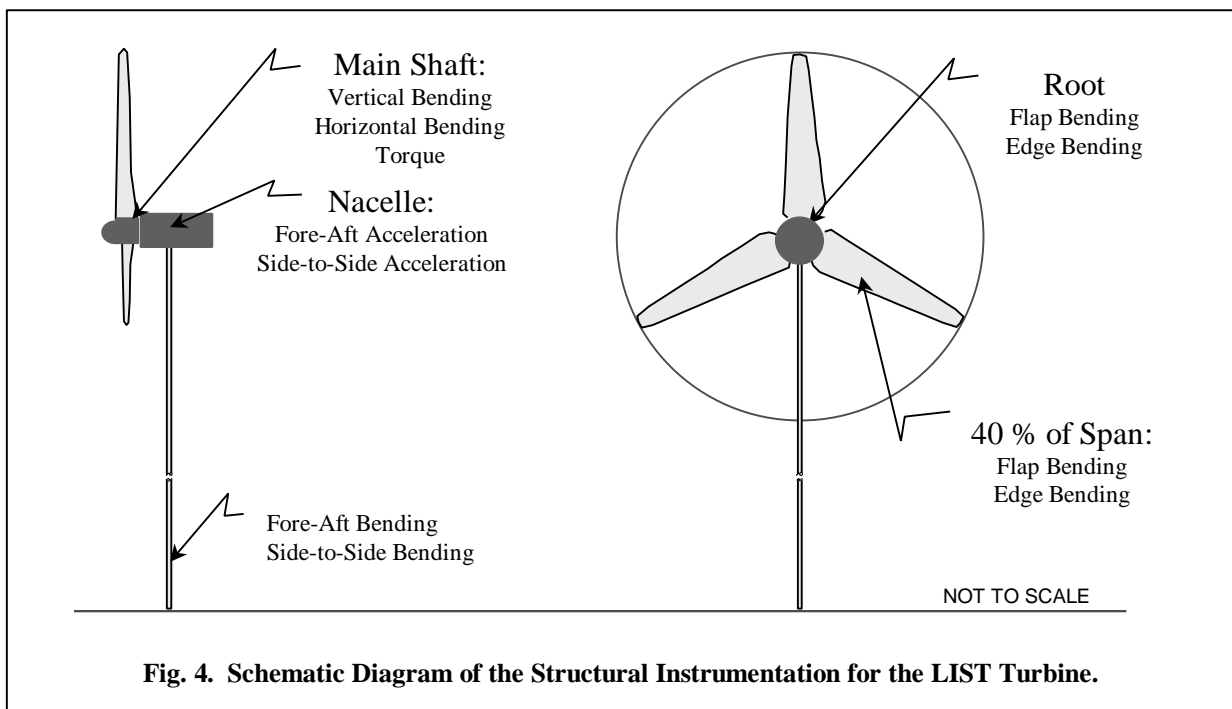 Main Shaft:
Vertical Bending
Horizontal Bending
Torque
Nacelle:
Fore-Aft Acceleration
Side-to-Side Acceleration
Fore-Aft Bending
Side-to-Side Bending
Root
Flap Bending
Edge Bending
40 % of Span:
Flap Bending
Edge Bending
NOT TO SCALE
Fig. 4. Schematic Diagram of the Structural Instrumentation for the LIST Turbine.